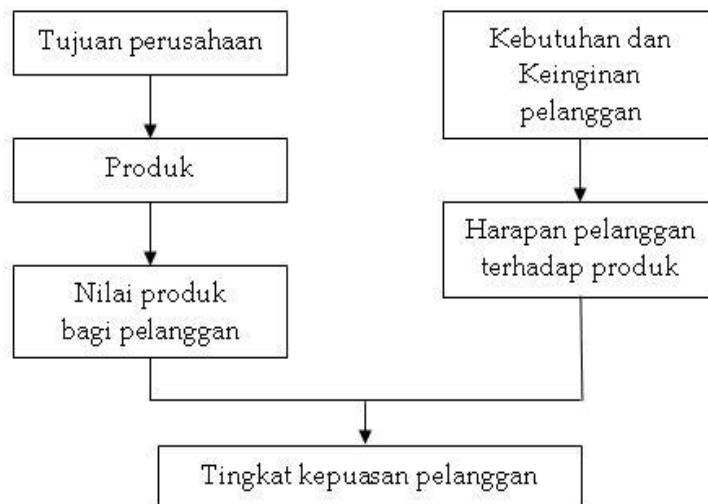 Tujuan perusahaan
Produk
Nilai produk
bagi pelanggan
Kebutuhan dan
Keinginan
pelanggan
Harapan pelanggan
terhadap produk
Tingkat kepuasan pelanggan